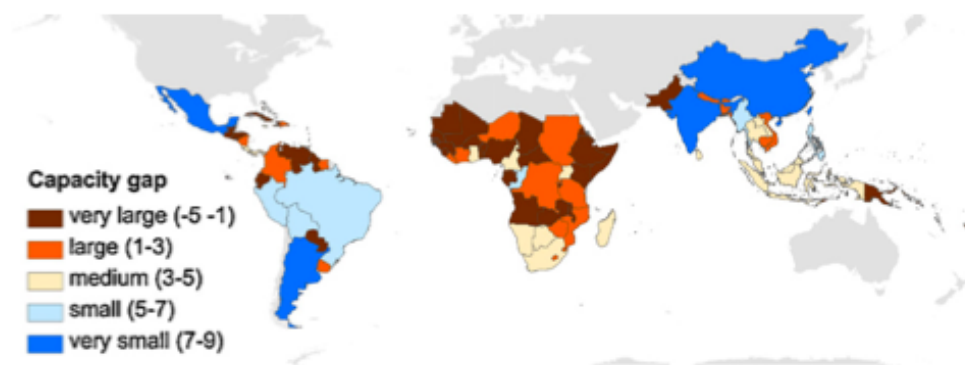 Capacity gap
very large (-5 -1)
large (1-3)
medium (3-5)
small (5-7)
very small (7-9)